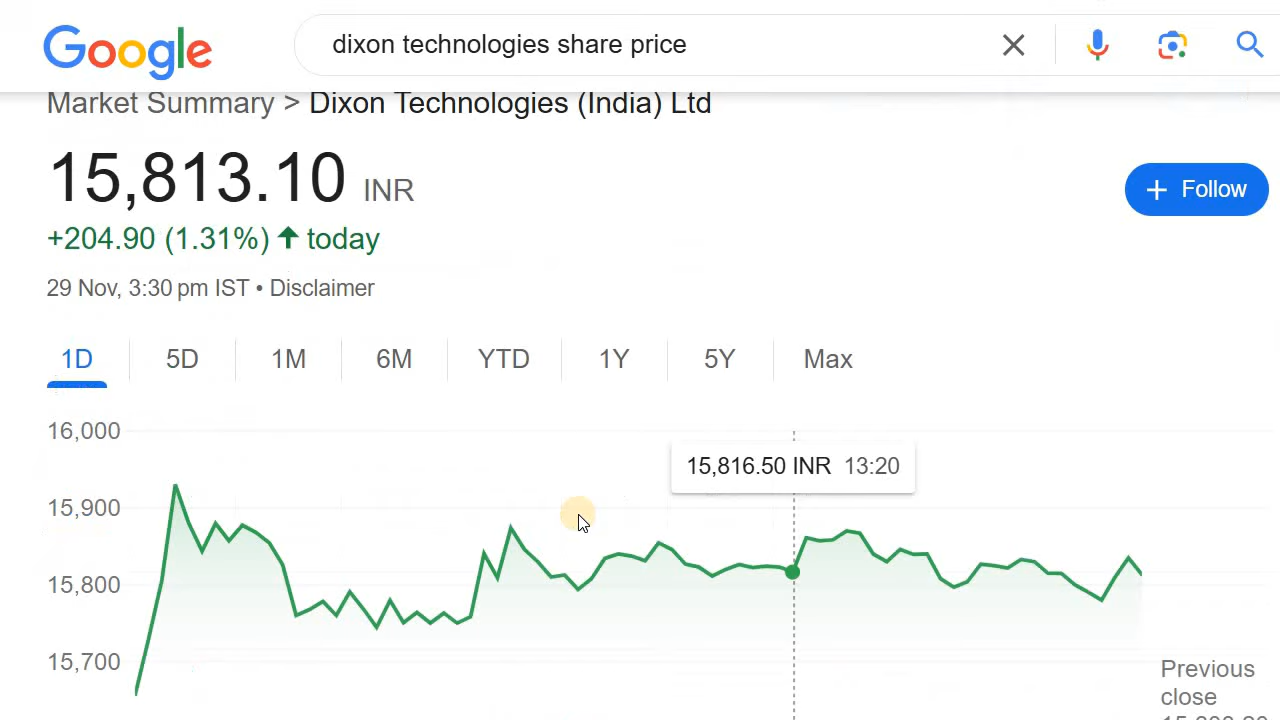 Google
dixon technologies share price
Market Summary > Dixon Technologies (India) Ltd
15,813.10 INR
+ Follow
+204.90 (1.31%) ↑ today
29 Nov, 3:30 pm IST • Disclaimer
1D 5D 1M 6M YTD 1Y 5Y Max
16,000
15,816.50 INR 13:20
15,900
15,800
15,700
Previous
close